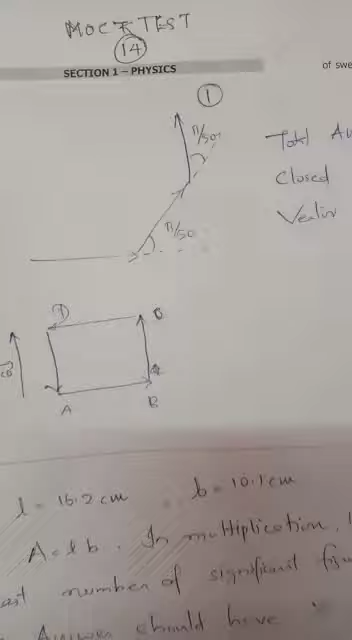 MOCK TEST
14
SECTION 1 – PHYSICS
of swe
1
π/50
Total
Closed
π/50
D
A
B
l = 16.2 cm b = 10.1 cm
A = l b. In multiplication,
number of significant
Answer should have